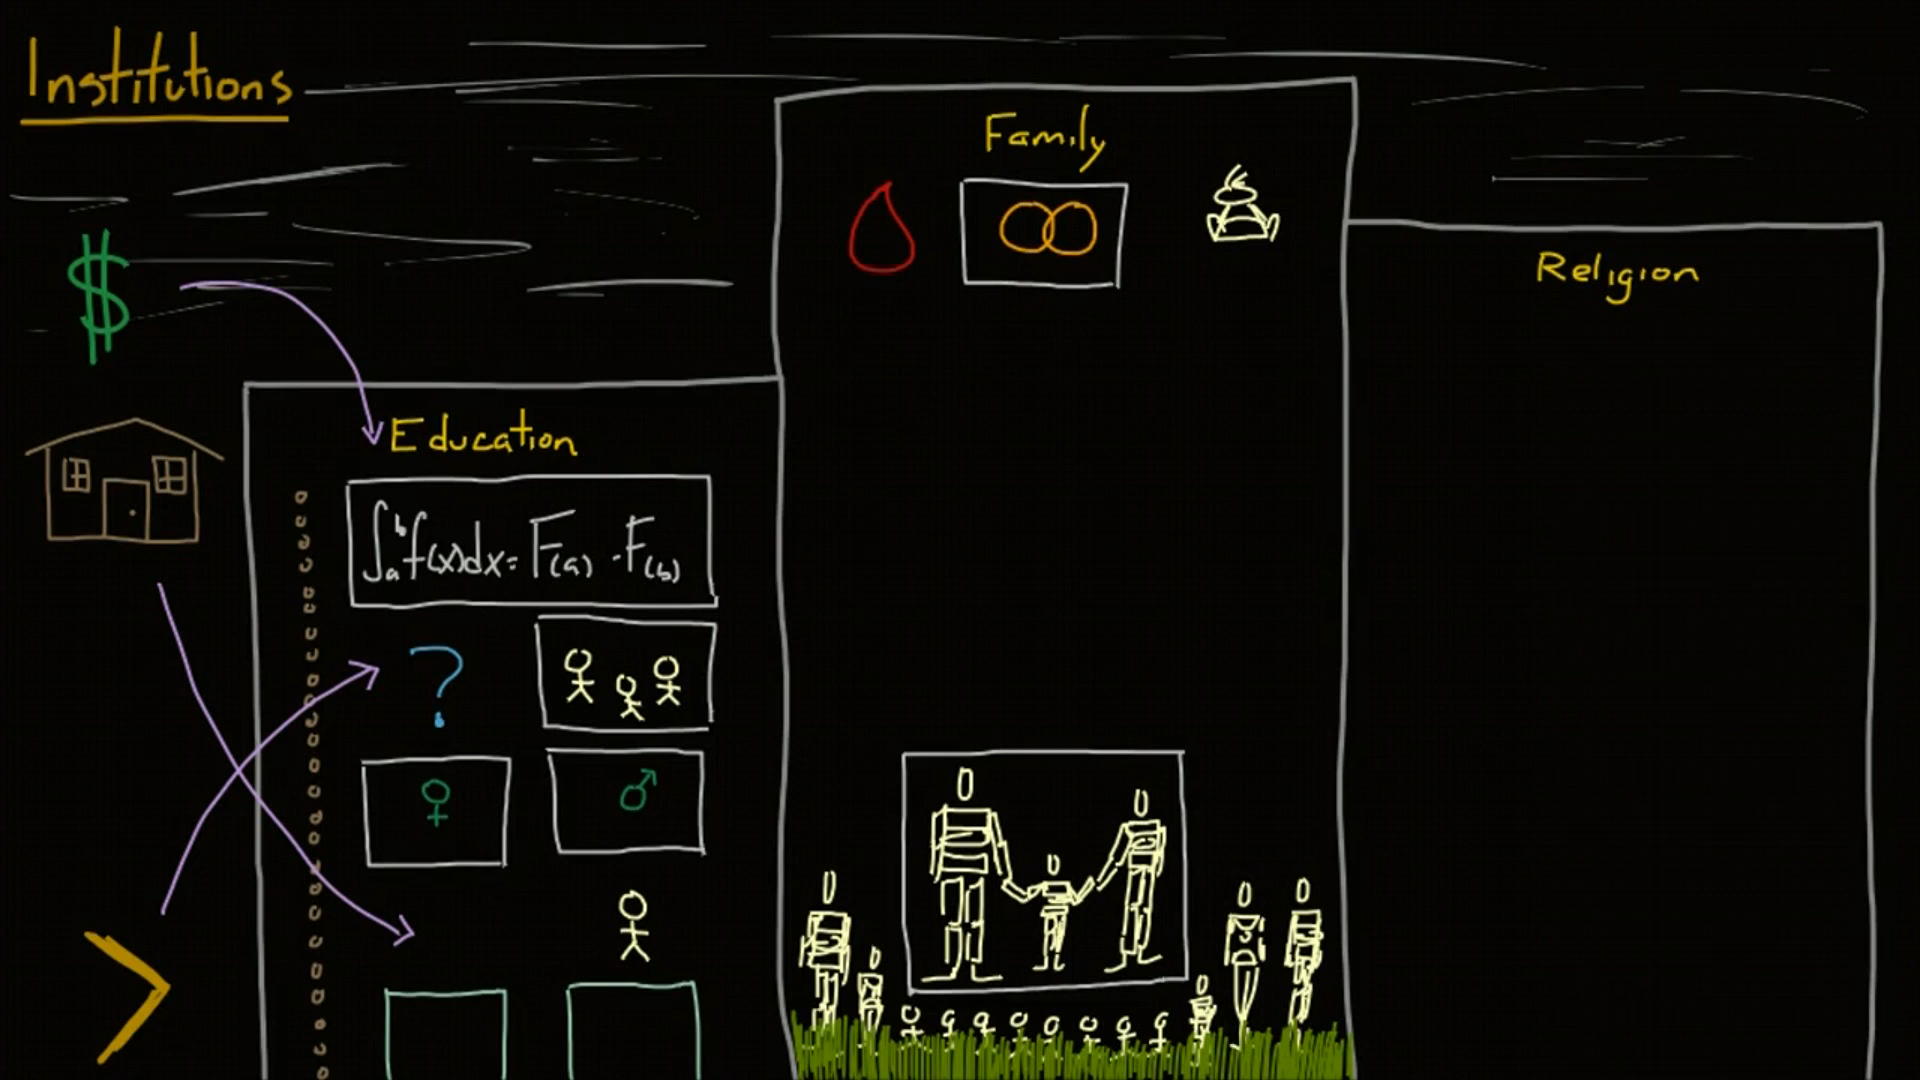 Institutions
Family
Religion
$
Education
∫ₐᵇf(x)dx=F(a)-F(b)
?
♀ ♂
>